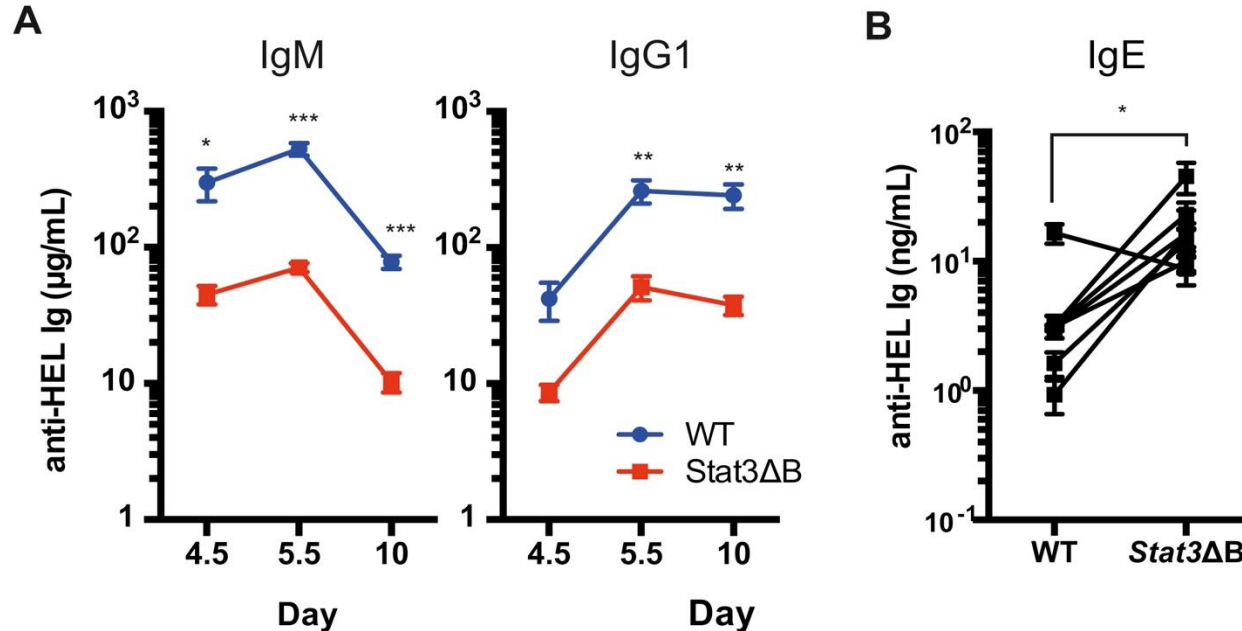 A
IgM
IgG1
anti-HEL Ig (µg/mL)
10³
10²
10
1
*
***
***
4.5
5.5
10
Day
10³
10²
10
1
**
**
WT
Stat3ΔB
4.5
5.5
10
Day
B
IgE
*
anti-HEL Ig (ng/mL)
10²
10¹
10⁰
10⁻¹
WT
Stat3ΔB